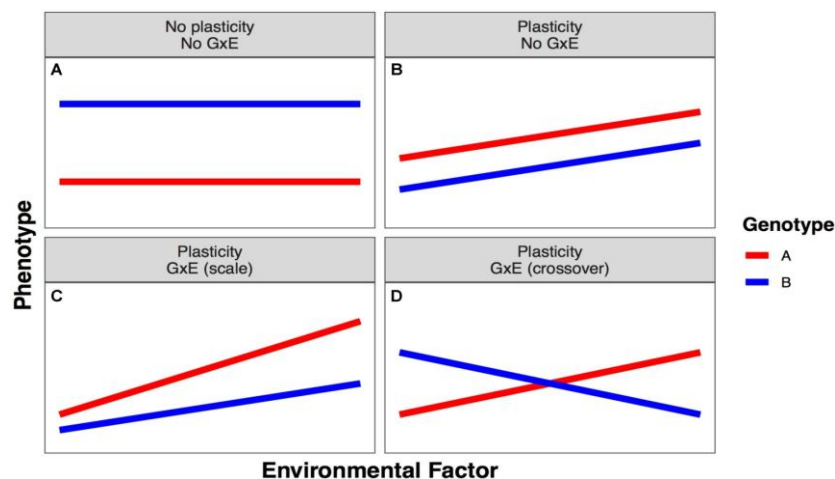 No plasticity
No GxE
Plasticity
No GxE
A
B
Plasticity
GxE (scale)
Plasticity
GxE (crossover)
C
D
Phenotype
Environmental Factor
Genotype
A
B